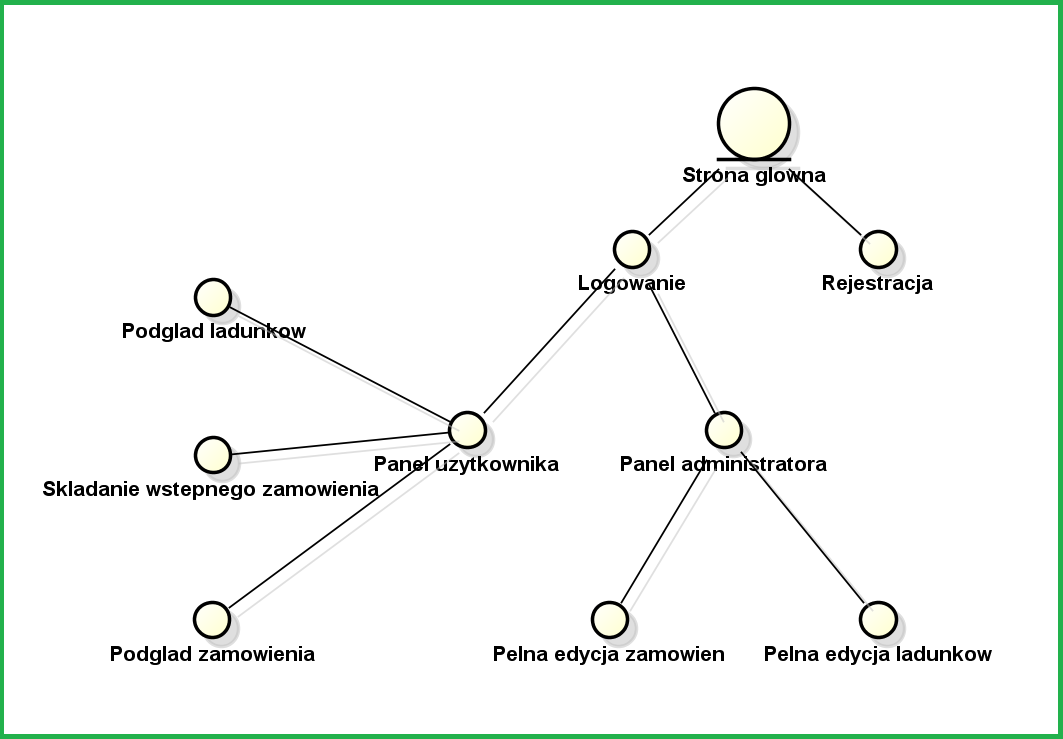 Strona glowna
Logowanie
Rejestracja
Podglad ladunkow
Panel uzytkownika
Panel administratora
Skladanie wstepnego zamowienia
Podglad zamowienia
Pelna edycja zamowien
Pelna edycja ladunkow